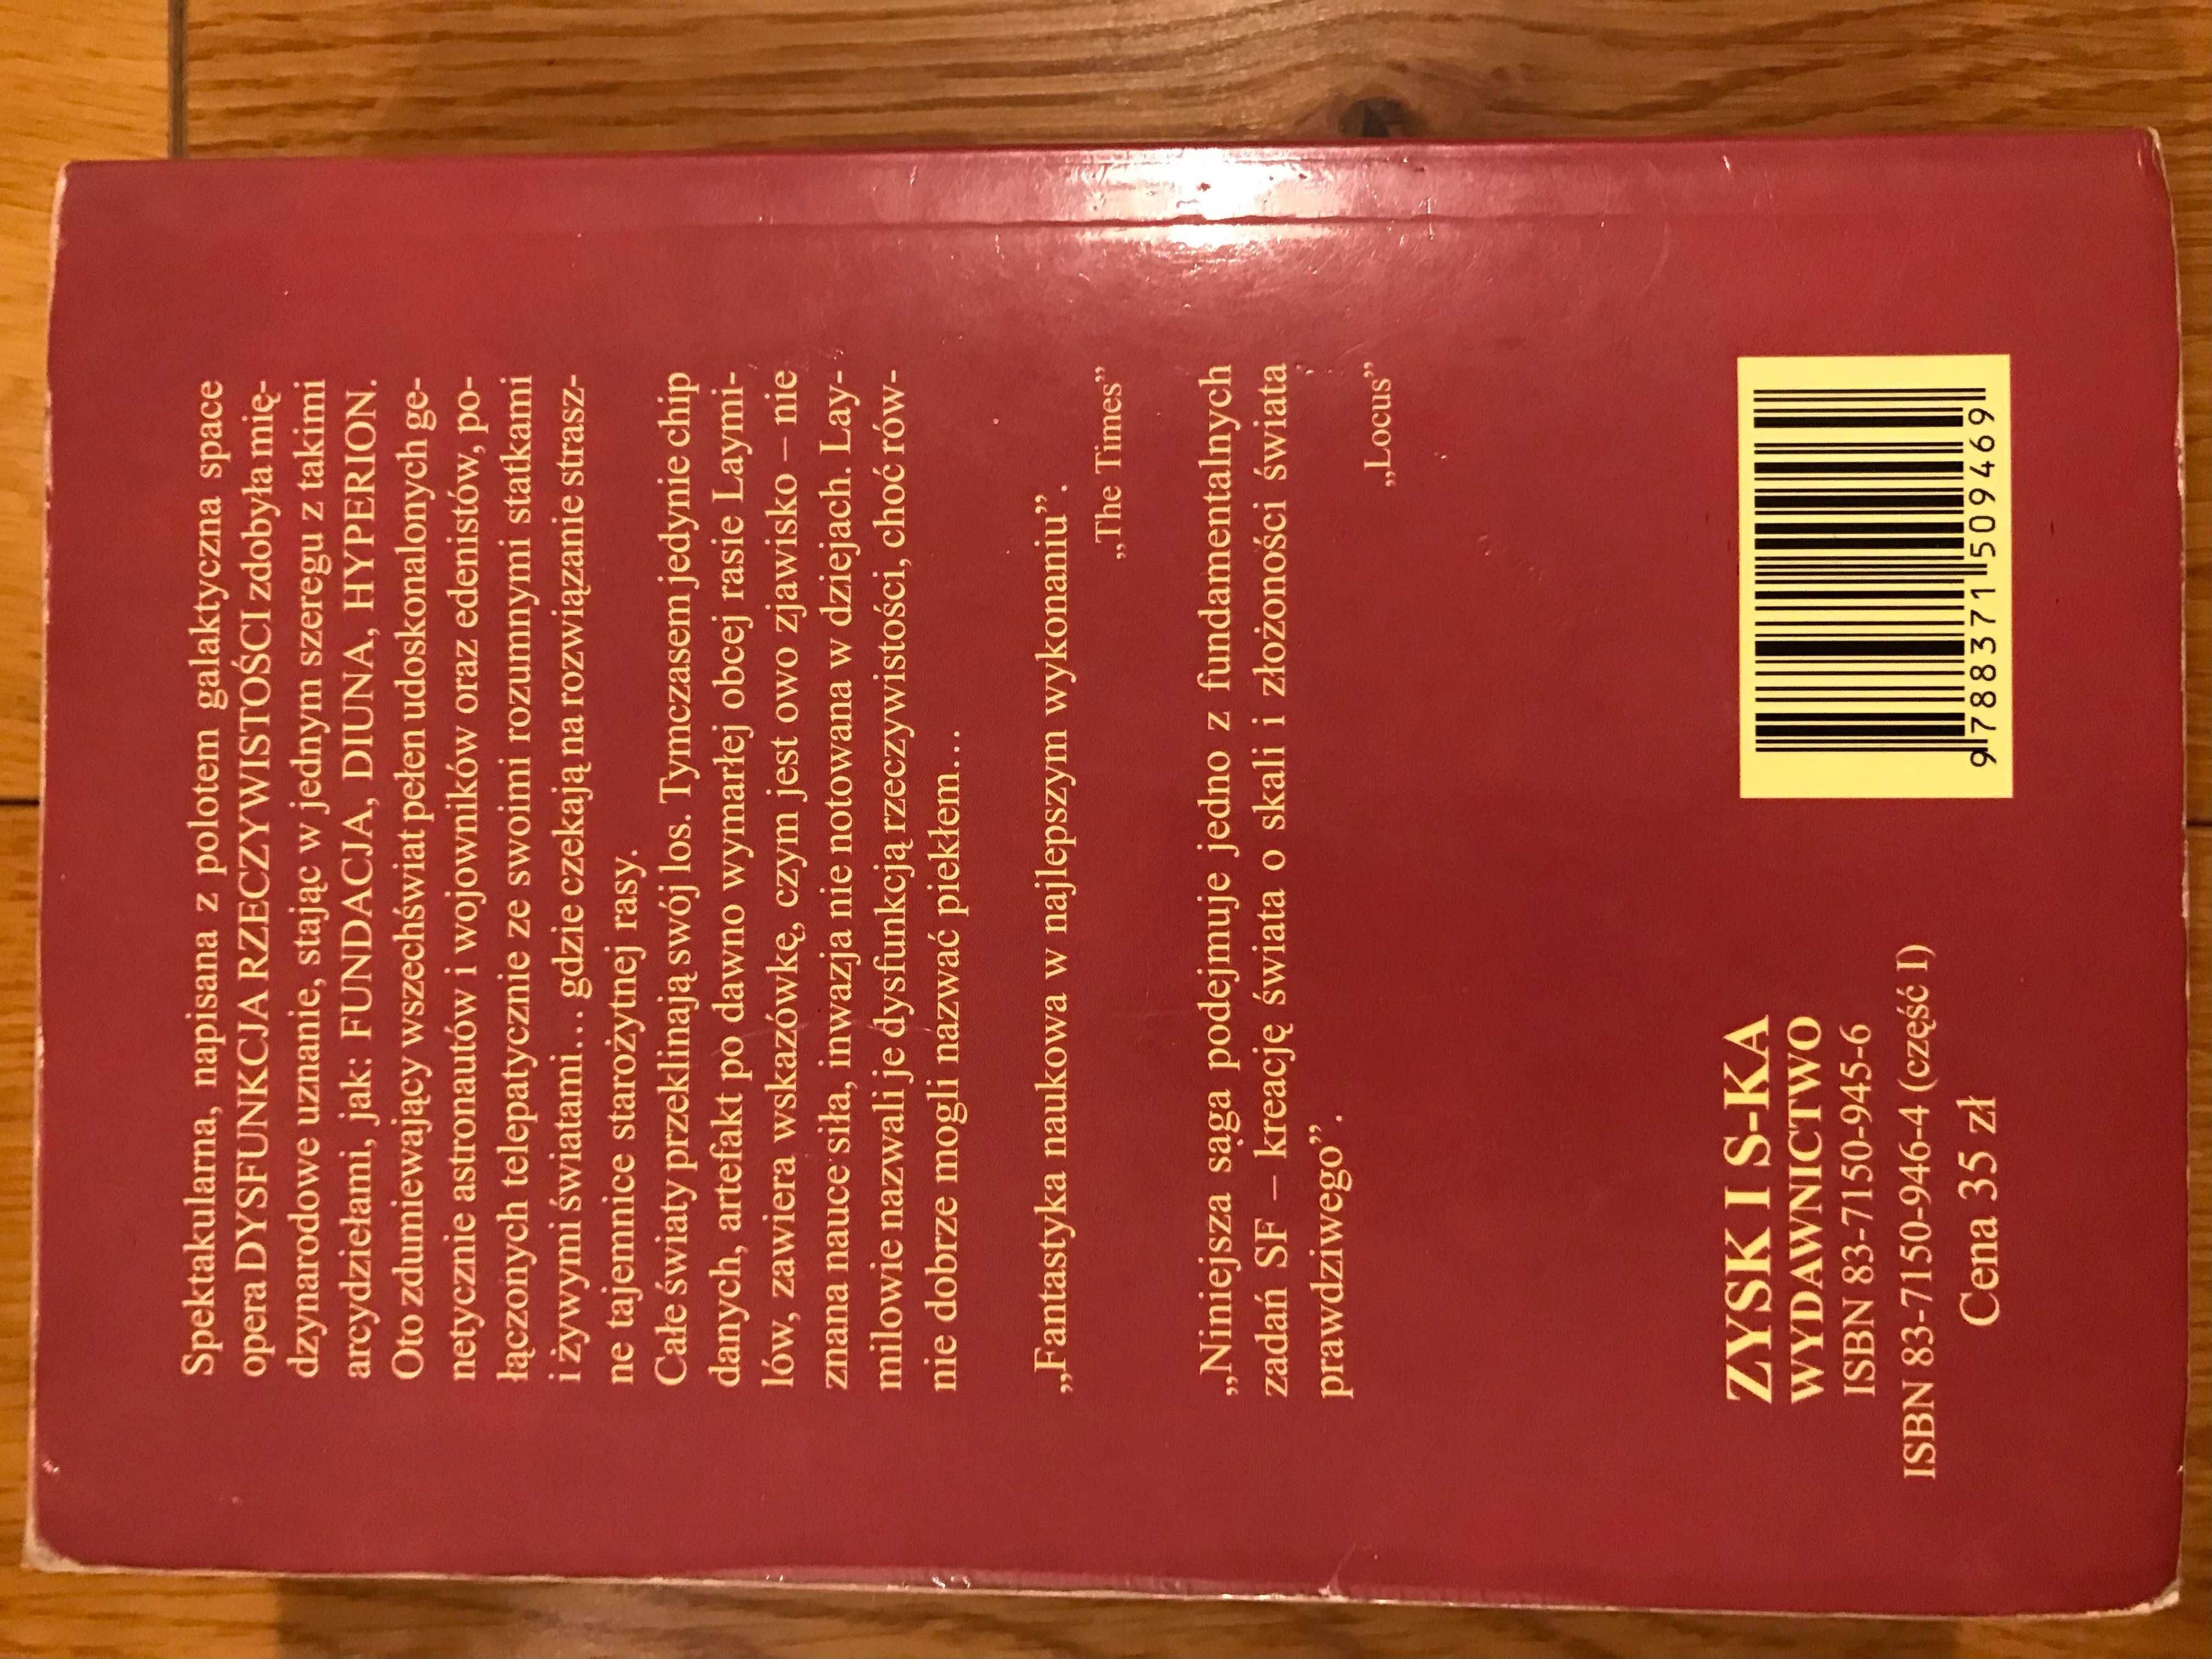 Spektakularna, napisana z polotem galaktyczna space
opera DYSFUNKCJA RZECZYWISTOŚCI zdobyła mię-
dzynarodowe uznanie, stając w jednym szeregu z takimi
arcydziełami, jak: FUNDACJA, DIUNA, HYPERION.
Oto zdumiewający wszechświat pełen udoskonalonych ge-
netycznie astronautów i wojowników oraz edenistów, po-
łączonych telepatycznie ze swoimi rozumnymi statkami
i żywymi światami... gdzie czekają na rozwiązanie strasz-
ne tajemnice starożytnej rasy.
Całe światy przeklinają swój los. Tymczasem jedynie chip
danych, artefakt po dawno wymarłej obcej rasie Laymi-
lów, zawiera wskazówkę, czym jest owo zjawisko – nie
znana nauce siła, inwazja nie notowana w dziejach. Lay-
milowie nazwali je dysfunkcją rzeczywistości, choć rów-
nie dobrze mogli nazwać piekłem...
„Fantastyka naukowa w najlepszym wykonaniu”.
„The Times”
„Niniejsza saga podejmuje jedno z fundamentalnych
zadań SF – kreację świata o skali i złożoności świata
prawdziwego”.
„Locus”
ZYSK I S-KA
WYDAWNICTWO
ISBN 83-7150-945-6
ISBN 83-7150-946-4 (część I)
Cena 35 zł
9788371509469